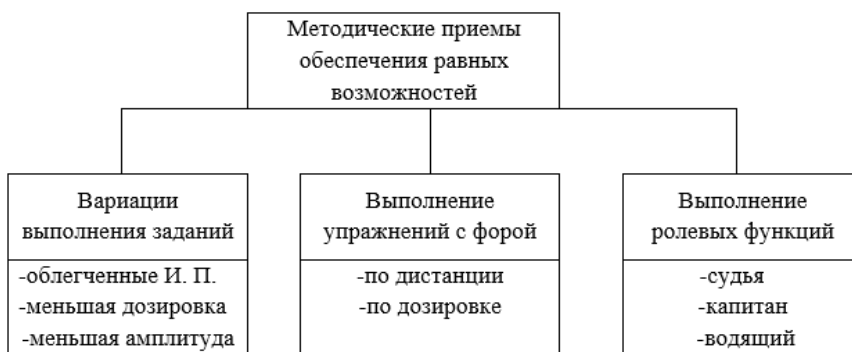 Методические приемы
обеспечения равных
возможностей
Вариации
выполнения заданий
-облегченные И. П.
-меньшая дозировка
-меньшая амплитуда
Выполнение
упражнений с форой
-по дистанции
-по дозировке
Выполнение
ролевых функций
-судья
-капитан
-водящий